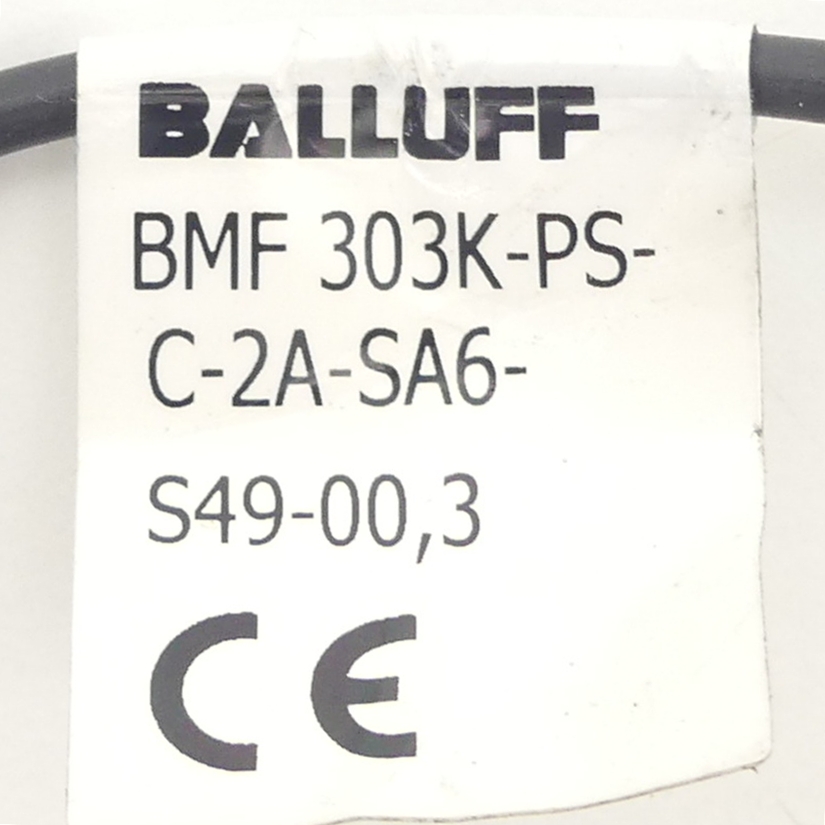 BALLUFF
BMF 303K-PS-
C-2A-SA6-
S49-00,3
CE